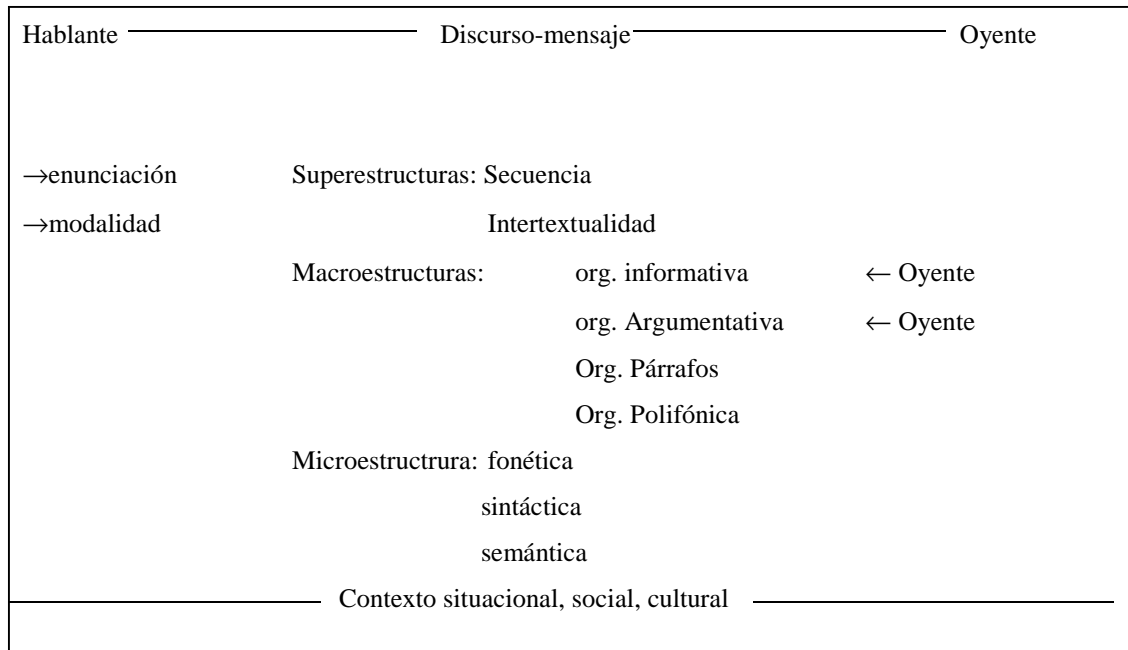 Hablante Discurso-mensaje Oyente
→enunciación Superestructuras: Secuencia
→modalidad Intertextualidad
Macroestructuras: org. informativa ← Oyente
org. Argumentativa ← Oyente
Org. Párrafos
Org. Polifónica
Microestructrura: fonética
sintáctica
semántica
Contexto situacional, social, cultural